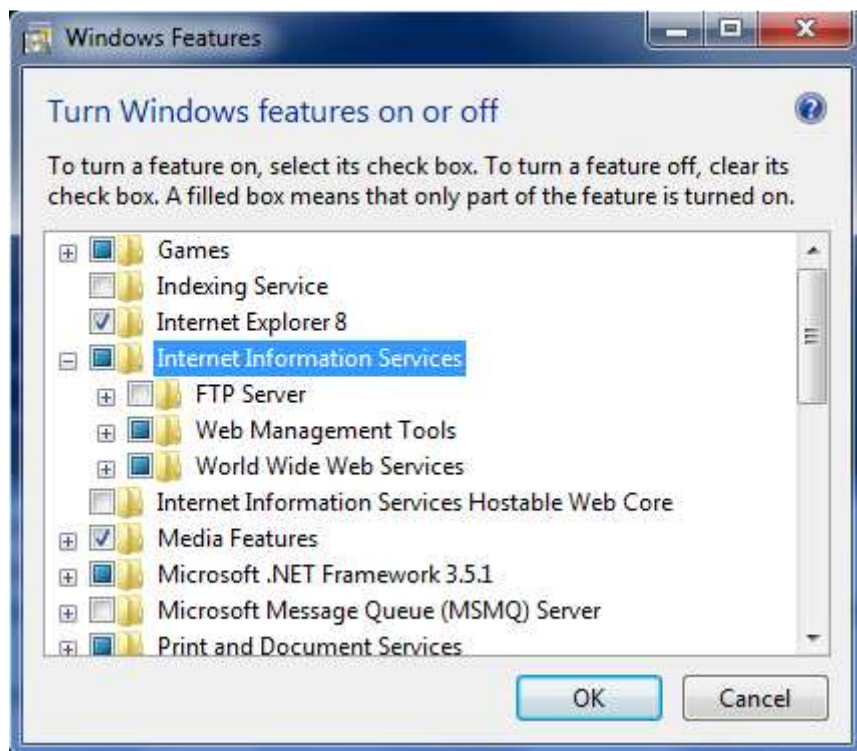 Windows Features
Turn Windows features on or off
To turn a feature on, select its check box. To turn a feature off, clear its
check box. A filled box means that only part of the feature is turned on.
Games
Indexing Service
Internet Explorer 8
Internet Information Services
FTP Server
Web Management Tools
World Wide Web Services
Internet Information Services Hostable Web Core
Media Features
Microsoft .NET Framework 3.5.1
Microsoft Message Queue (MSMQ) Server
Print and Document Services
OK Cancel